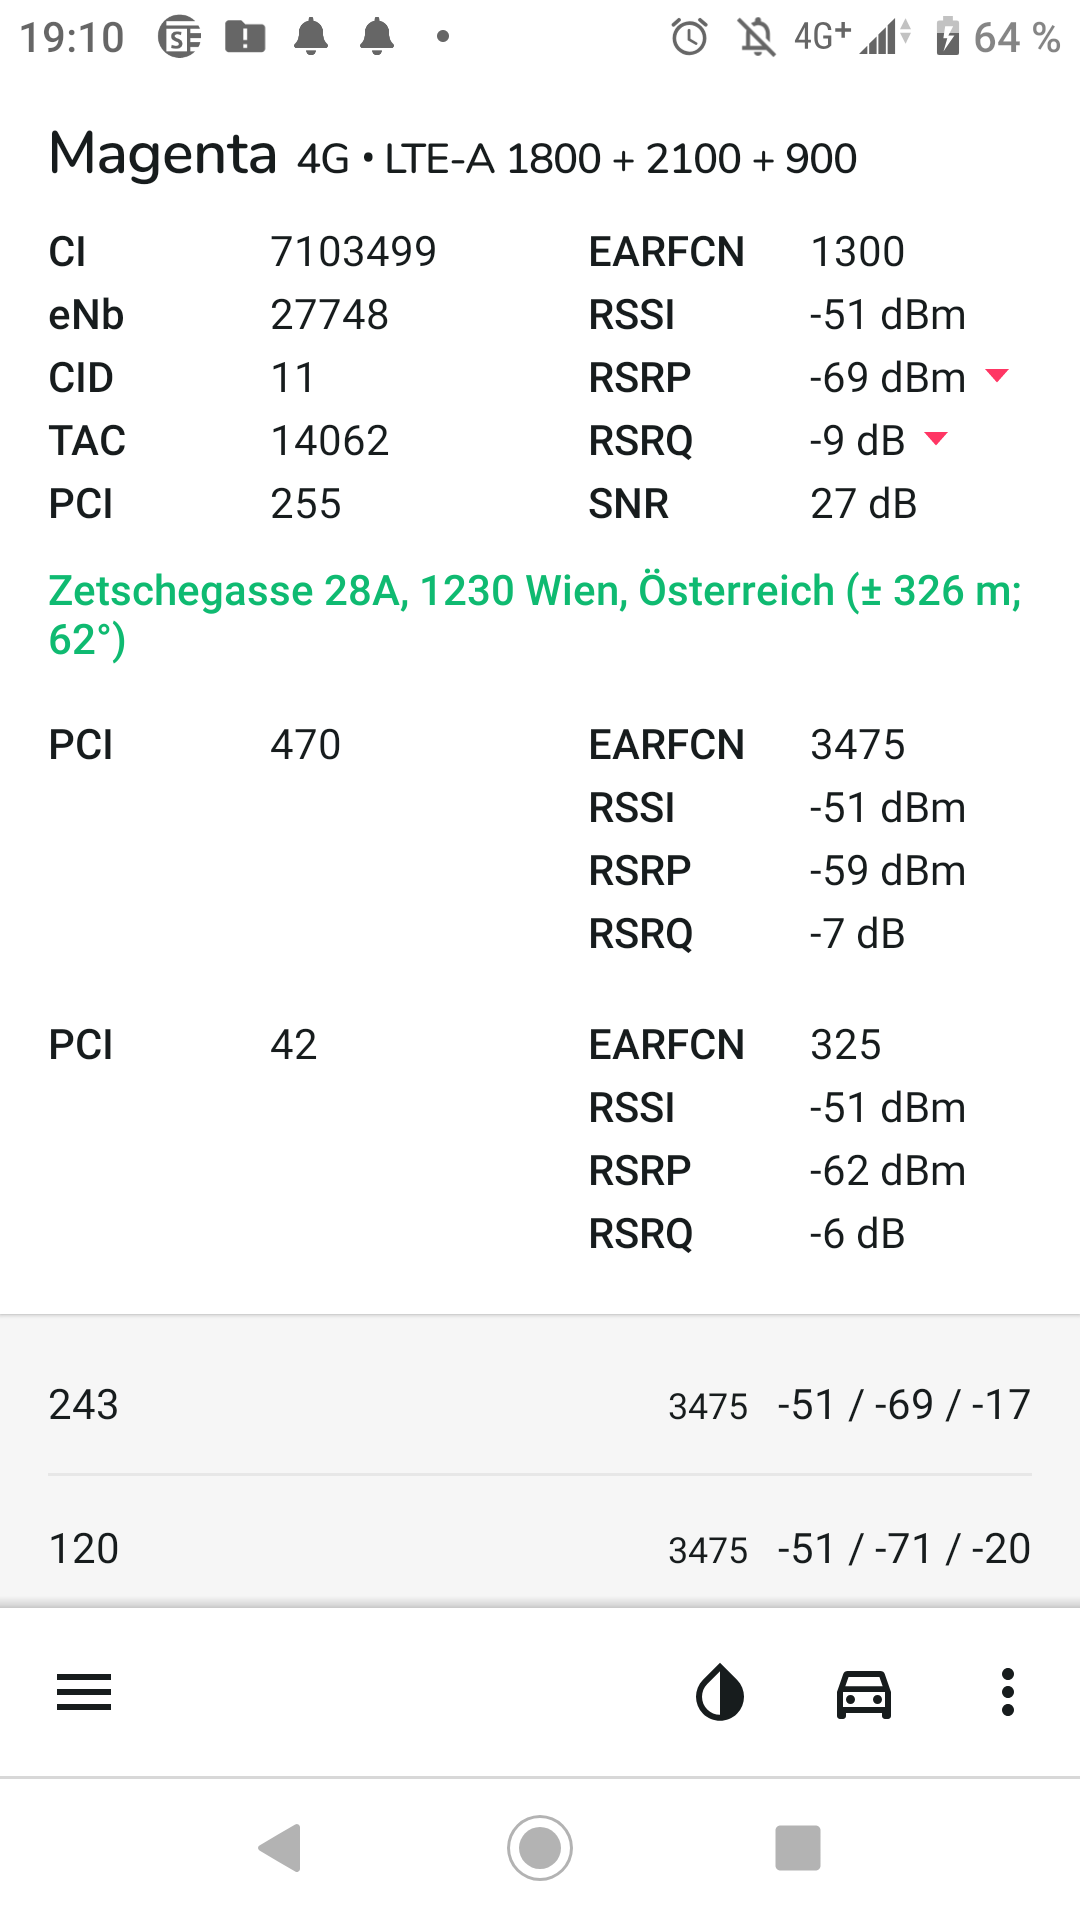 19:10 4G+ 64 %
Magenta 4G • LTE-A 1800 + 2100 + 900
CI 7103499 EARFCN 1300
eNb 27748 RSSI -51 dBm
CID 11 RSRP -69 dBm
TAC 14062 RSRQ -9 dB
PCI 255 SNR 27 dB
Zetschegasse 28A, 1230 Wien, Österreich (± 326 m;
62°)
PCI 470 EARFCN 3475
RSSI -51 dBm
RSRP -59 dBm
RSRQ -7 dB
PCI 42 EARFCN 325
RSSI -51 dBm
RSRP -62 dBm
RSRQ -6 dB
243 3475 -51 / -69 / -17
120 3475 -51 / -71 / -20